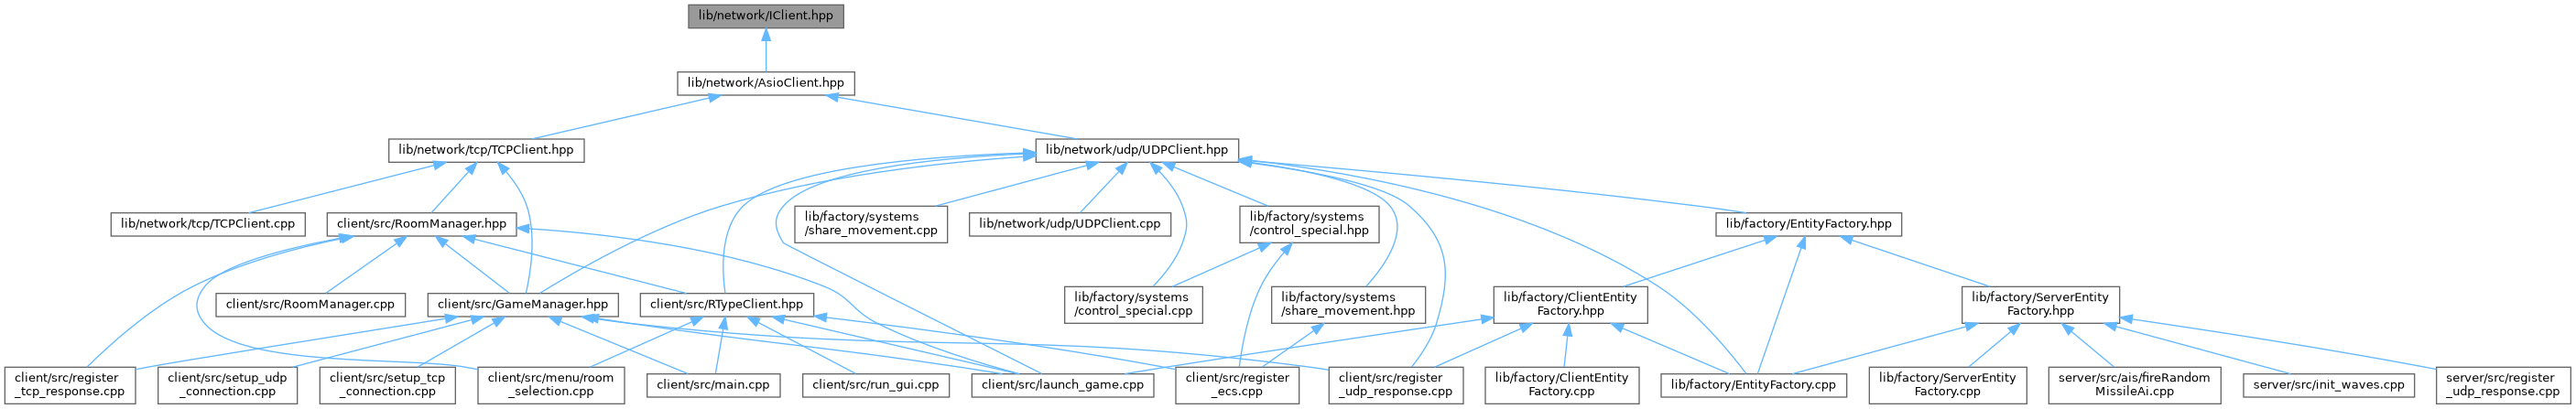 lib/network/IClient.hpp
lib/network/AsioClient.hpp
lib/network/tcp/TCPClient.hpp
lib/network/udp/UDPClient.hpp
lib/network/tcp/TCPClient.cpp
client/src/RoomManager.hpp
lib/factory/systems
/share_movement.cpp
lib/network/udp/UDPClient.cpp
lib/factory/systems
/control_special.hpp
lib/factory/EntityFactory.hpp
client/src/RoomManager.cpp
client/src/GameManager.hpp
client/src/RTypeClient.hpp
lib/factory/systems
/control_special.cpp
lib/factory/systems
/share_movement.hpp
lib/factory/ClientEntity
Factory.hpp
lib/factory/ServerEntity
Factory.hpp
client/src/register
_tcp_response.cpp
client/src/setup_udp
_connection.cpp
client/src/setup_tcp
_connection.cpp
client/src/menu/room
_selection.cpp
client/src/main.cpp
client/src/run_gui.cpp
client/src/launch_game.cpp
client/src/register
_ecs.cpp
client/src/register
_udp_response.cpp
lib/factory/ClientEntity
Factory.cpp
lib/factory/EntityFactory.cpp
lib/factory/ServerEntity
Factory.cpp
server/src/ais/fireRandom
MissileAi.cpp
server/src/init_waves.cpp
server/src/register
_udp_response.cpp